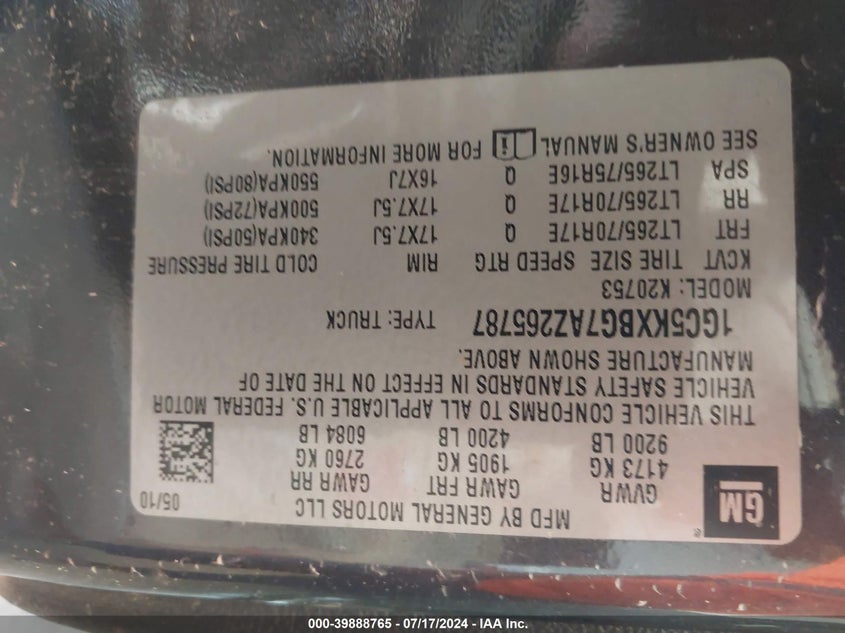 MFD BY GENERAL MOTORS LLC 05/10
GM ®
GVWR GAWR FRT GAWR RR
4173 KG 1905 KG 2760 KG
9200 LB 4200 LB 6084 LB
THIS VEHICLE CONFORMS TO ALL APPLICABLE U.S. FEDERAL MOTOR
VEHICLE SAFETY STANDARDS IN EFFECT ON THE DATE OF
MANUFACTURE SHOWN ABOVE.
1GC5KXBG7AZ265787 TYPE: TRUCK
MODEL: K20753
KCVT TIRE SIZE SPEED RTG RIM COLD TIRE PRESSURE
FRT LT265/70R17E Q 17X7.5J 340KPA(50PSI)
RR LT265/70R17E Q 17X7.5J 500KPA(72PSI)
SPA LT265/75R16E Q 16X7J 550KPA(80PSI)
SEE OWNER'S MANUAL FOR MORE INFORMATION.
000-39888765 / 07/17/2024 - IAA Inc.